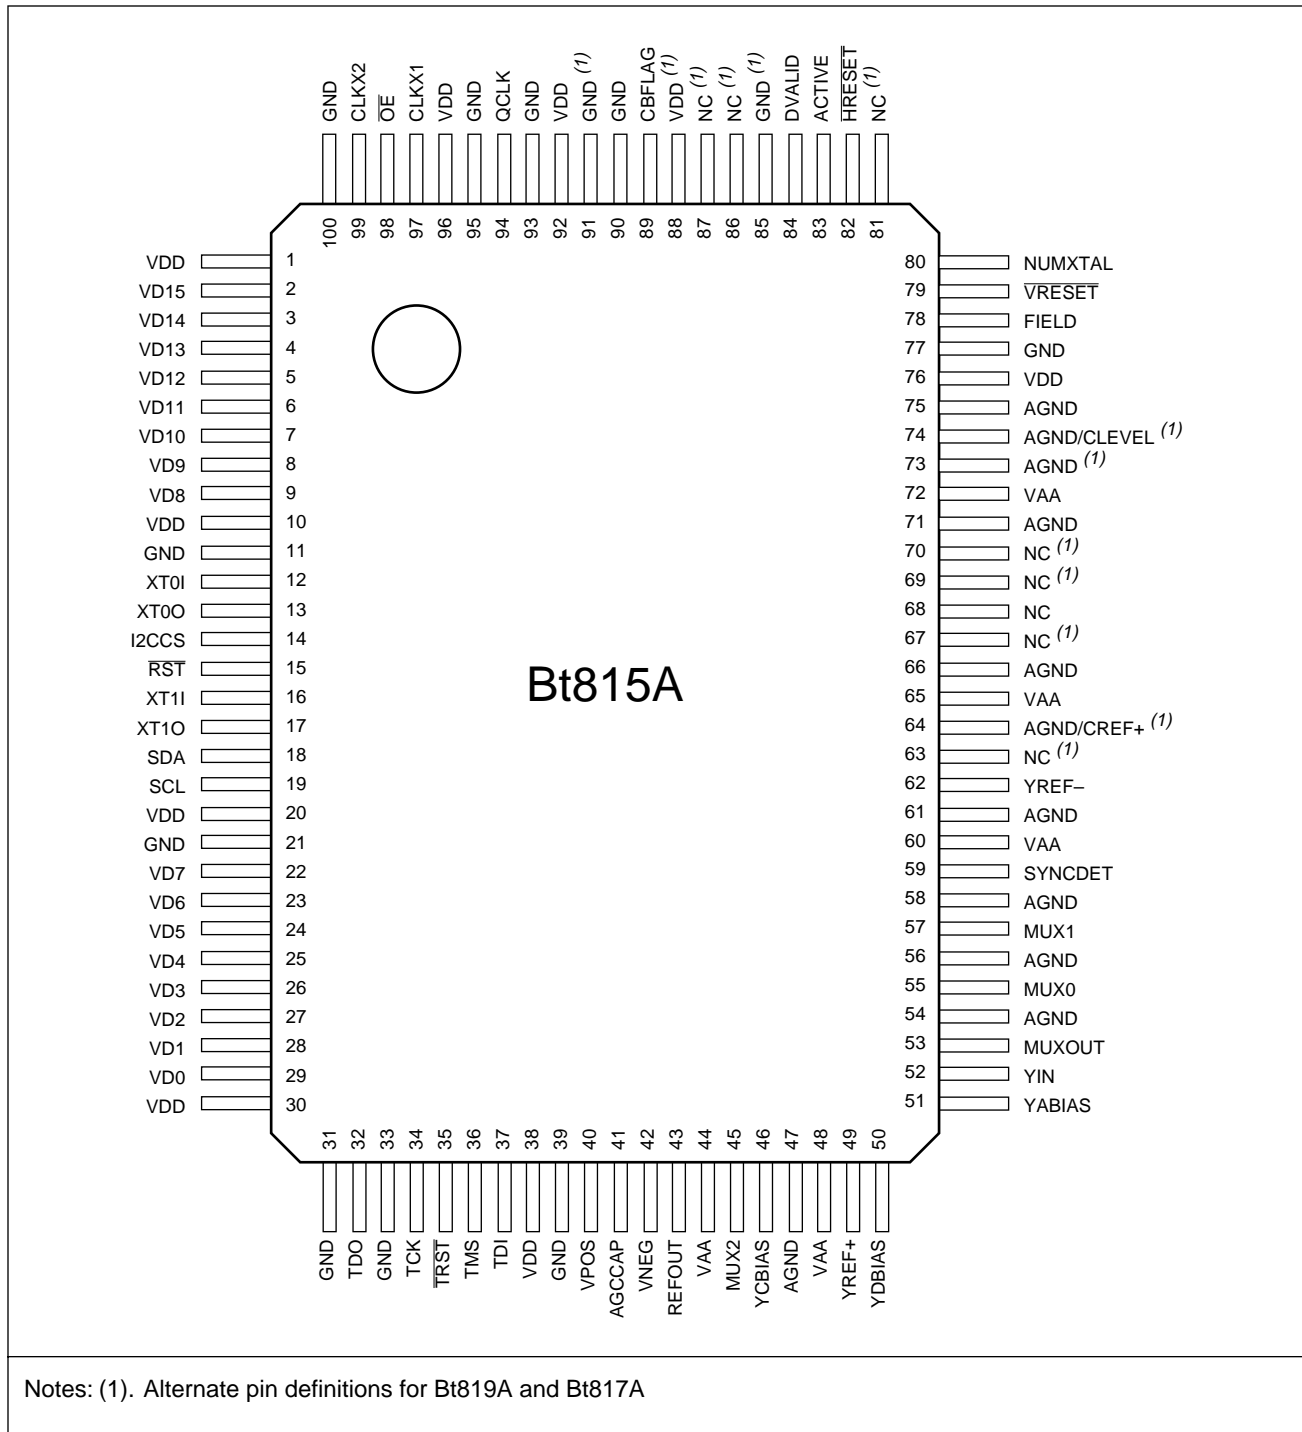 GND CLKX2 OE CLKX1 VDD GND QCLK GND VDD GND (1) GND CBFLAG VDD (1) NC (1) NC (1) GND (1) DVALID ACTIVE HRESET NC (1)
100 99 98 97 96 95 94 93 92 91 90 89 88 87 86 85 84 83 82 81
VDD 1 80 NUMXTAL
VD15 2 79 VRESET
VD14 3 78 FIELD
VD13 4 77 GND
VD12 5 76 VDD
VD11 6 75 AGND
VD10 7 74 AGND/CLEVEL (1)
VD9 8 73 AGND (1)
VD8 9 72 VAA
VDD 10 71 AGND
GND 11 70 NC (1)
XT0I 12 69 NC (1)
XT0O 13 68 NC
I2CCS 14 67 NC (1)
RST 15 66 AGND
Bt815A
XT1I 16 65 VAA
XT1O 17 64 AGND/CREF+ (1)
SDA 18 63 NC (1)
SCL 19 62 YREF–
VDD 20 61 AGND
GND 21 60 VAA
VD7 22 59 SYNCDET
VD6 23 58 AGND
VD5 24 57 MUX1
VD4 25 56 AGND
VD3 26 55 MUX0
VD2 27 54 AGND
VD1 28 53 MUXOUT
VD0 29 52 YIN
VDD 30 51 YABIAS
31 32 33 34 35 36 37 38 39 40 41 42 43 44 45 46 47 48 49 50
GND TDO GND TCK TRST TMS TDI VDD GND VPOS AGCCAP VNEG REFOUT VAA MUX2 YCBIAS AGND VAA YREF+ YDBIAS
Notes: (1). Alternate pin definitions for Bt819A and Bt817A